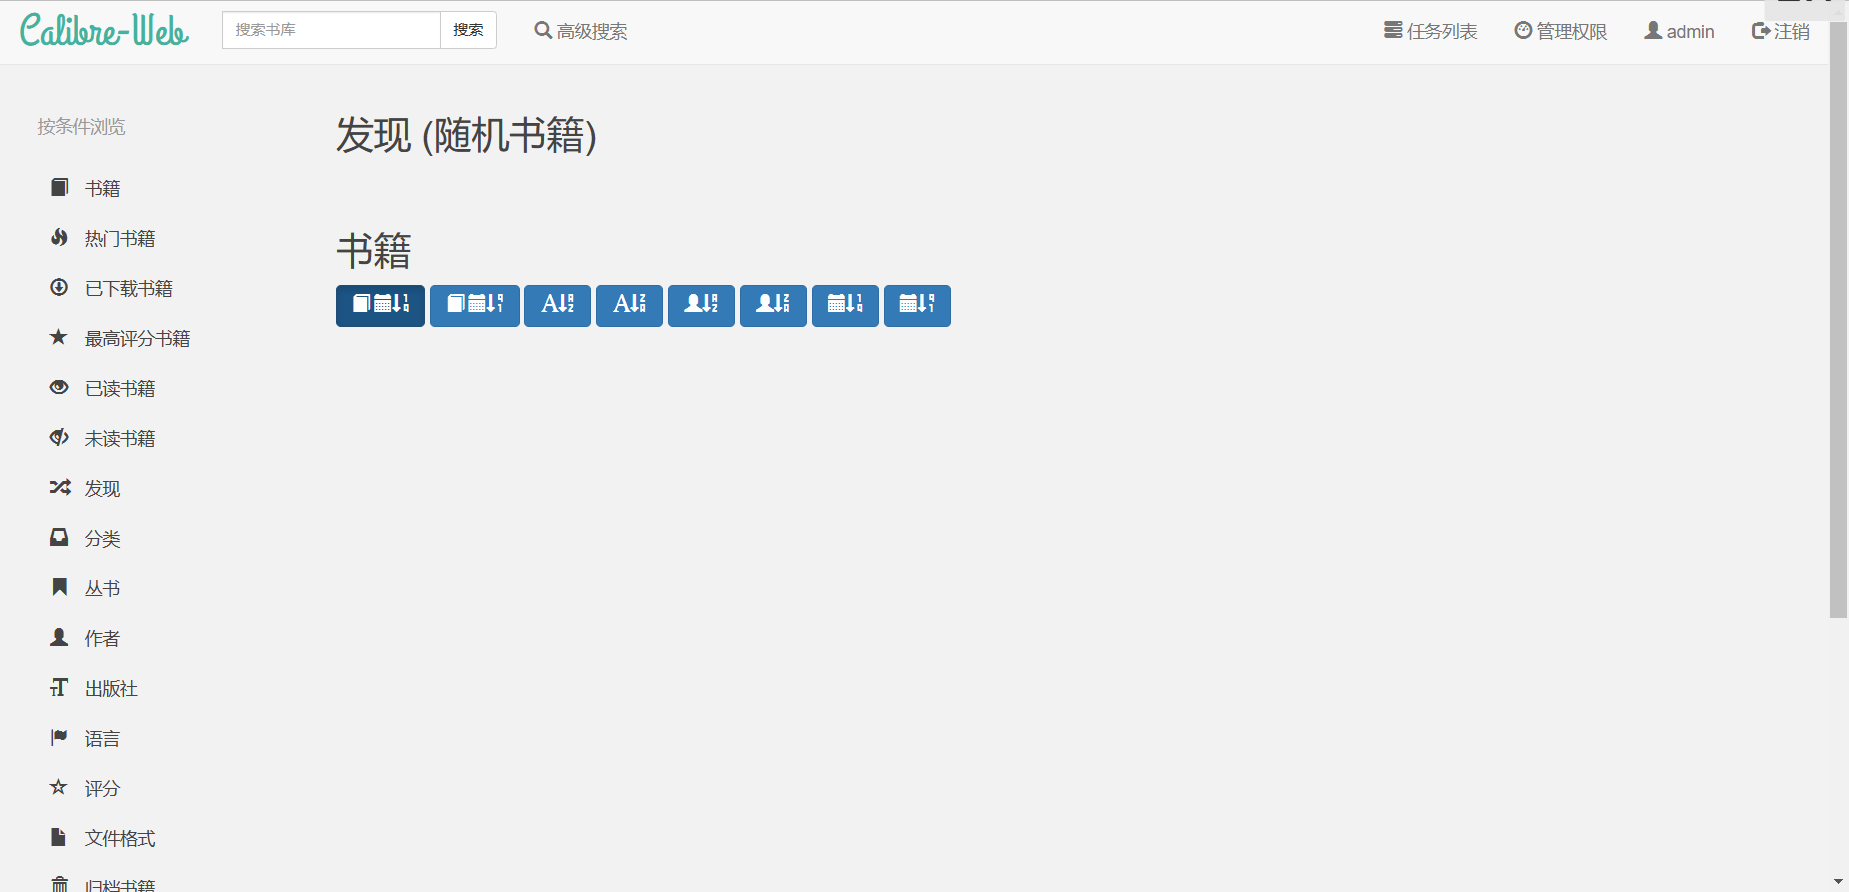 Calibre-Web 搜索书库 搜索 高级搜索 任务列表 管理权限 admin 注销
按条件浏览
书籍
热门书籍
已下载书籍
最高评分书籍
已读书籍
未读书籍
发现
分类
丛书
作者
出版社
语言
评分
文件格式
归档书籍
发现 (随机书籍)
书籍